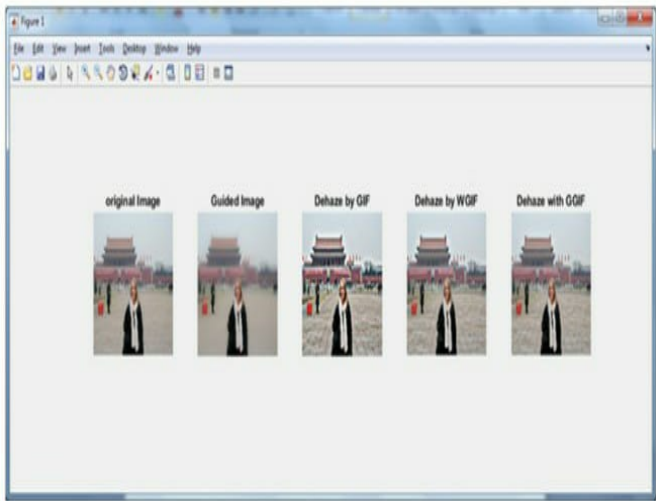 Figure 1
File Edit View Insert Tools Desktop Window Help
original Image
Guided Image
Dehaze by GIF
Dehaze by WGIF
Dehaze with GGIF